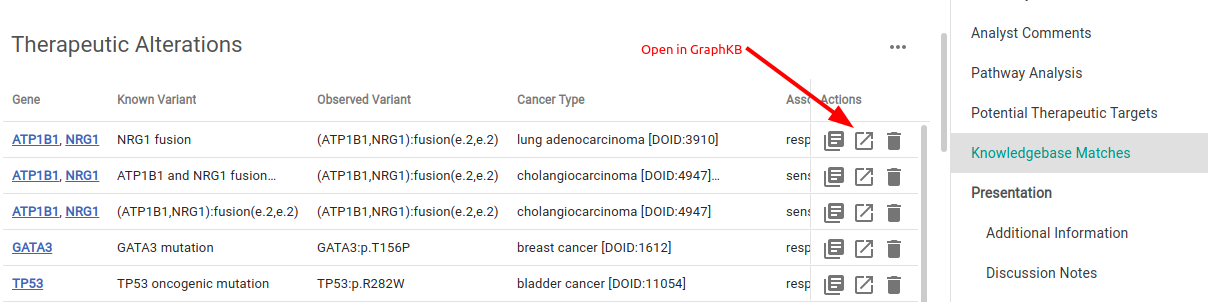 Therapeutic Alterations
Open in GraphKB
Gene Known Variant Observed Variant Cancer Type Asso Actions
ATP1B1, NRG1 NRG1 fusion (ATP1B1,NRG1):fusion(e.2,e.2) lung adenocarcinoma [DOID:3910] resp
ATP1B1, NRG1 ATP1B1 and NRG1 fusion... (ATP1B1,NRG1):fusion(e.2,e.2) cholangiocarcinoma [DOID:4947]... sens
ATP1B1, NRG1 (ATP1B1,NRG1):fusion(e.2,e.2) (ATP1B1,NRG1):fusion(e.2,e.2) cholangiocarcinoma [DOID:4947] sens
GATA3 GATA3 mutation GATA3:p.T156P breast cancer [DOID:1612] resp
TP53 TP53 oncogenic mutation TP53:p.R282W bladder cancer [DOID:11054] resp
Analyst Comments
Pathway Analysis
Potential Therapeutic Targets
Knowledgebase Matches
Presentation
Additional Information
Discussion Notes